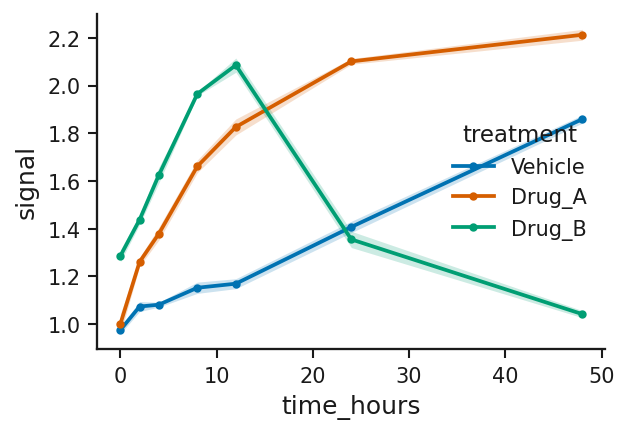 2.2
2.0
1.8
1.6
1.4
1.2
1.0
signal
treatment
Vehicle
Drug_A
Drug_B
0 10 20 30 40 50
time_hours